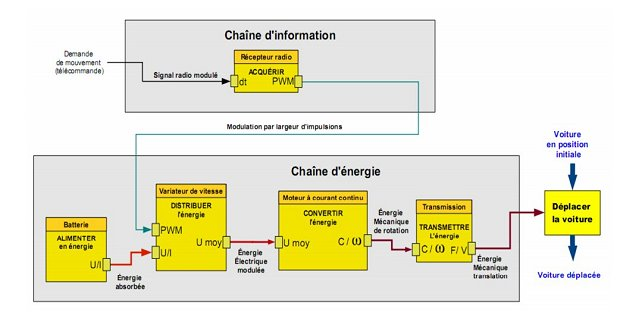 Chaîne d'information
Demande
de mouvement
(télécommande)
Signal radio modulé
Récepteur radio
ACQUÉRIR
dt
PWM
Modulation par largeur d'impulsions
Chaîne d'énergie
Batterie
ALIMENTER
en énergie
U/I
Énergie
absorbée
Variateur de vitesse
DISTRIBUER
l'énergie
PWM
U/I
U moy
Énergie
Électrique
modulée
Moteur à courant continu
CONVERTIR
l'énergie
U moy
C / ω
Énergie
Mécanique
de rotation
Transmission
TRANSMETTRE
L'énergie
C / ω
F/ V
Énergie
Mécanique
translation
Voiture
en position
initiale
Déplacer
la voiture
Voiture déplacée